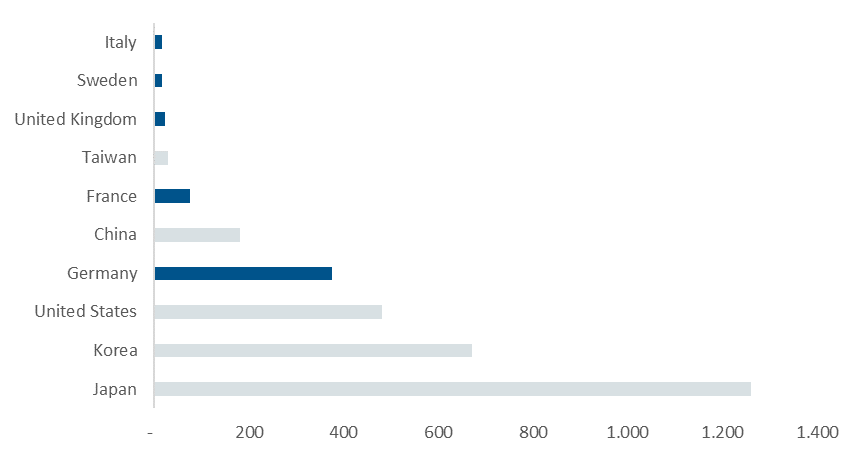 Italy
Sweden
United Kingdom
Taiwan
France
China
Germany
United States
Korea
Japan
- 200 400 600 800 1.000 1.200 1.400